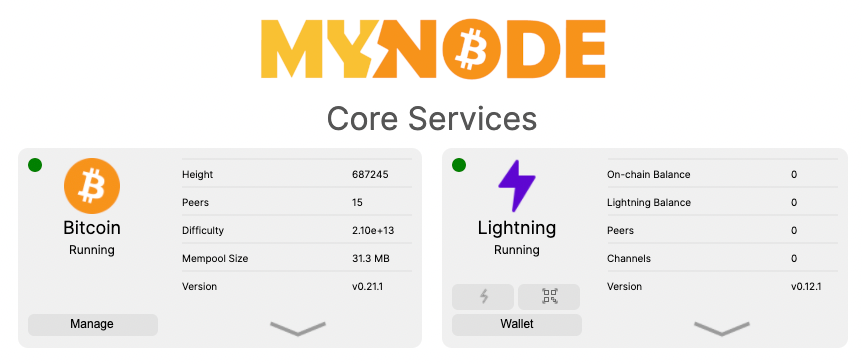 MYNODE
Core Services
Bitcoin
Running
Height 687245
Peers 15
Difficulty 2.10e+13
Mempool Size 31.3 MB
Version v0.21.1
Manage
Lightning
Running
On-chain Balance 0
Lightning Balance 0
Peers 0
Channels 0
Version v0.12.1
Wallet